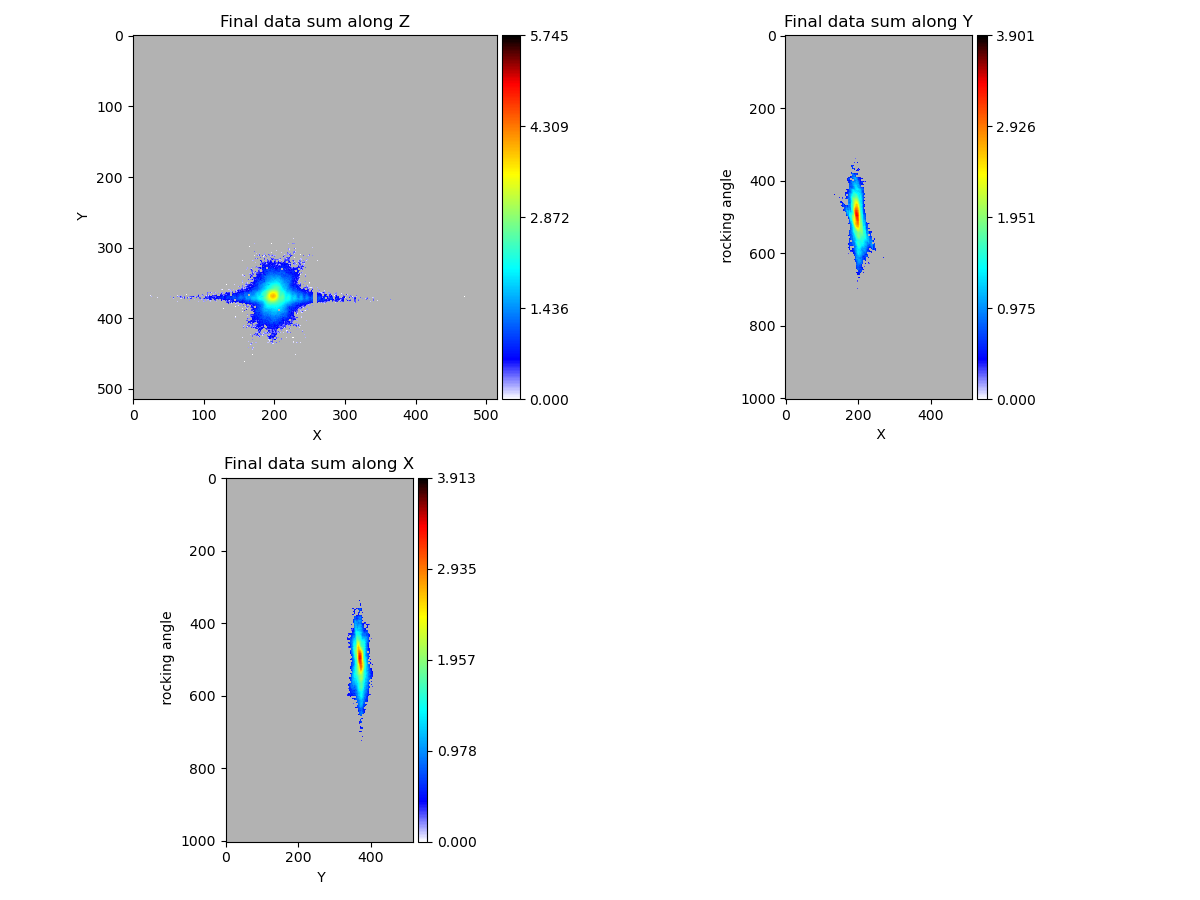 Final data sum along Z
0
100
200
300
400
500
Y
0 100 200 300 400 500
X
5.745
4.309
2.872
1.436
0.000
Final data sum along Y
0
200
400
600
800
1000
rocking angle
0 200 400
X
3.901
2.926
1.951
0.975
0.000
Final data sum along X
0
200
400
600
800
1000
rocking angle
0 200 400
Y
3.913
2.935
1.957
0.978
0.000